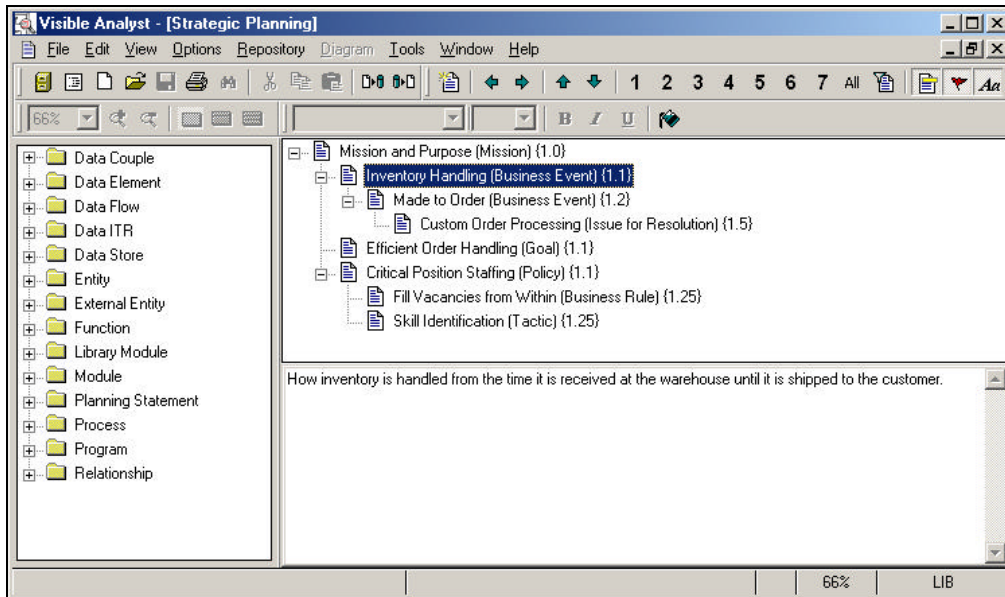 Visible Analyst - [Strategic Planning]
File Edit View Options Repository Diagram Tools Window Help
1 2 3 4 5 6 7 All Aa
66% B I U
Data Couple
Data Element
Data Flow
Data ITR
Data Store
Entity
External Entity
Function
Library Module
Module
Planning Statement
Process
Program
Relationship
Mission and Purpose (Mission) {1.0}
Inventory Handling (Business Event) {1.1}
Made to Order (Business Event) {1.2}
Custom Order Processing (Issue for Resolution) {1.5}
Efficient Order Handling (Goal) {1.1}
Critical Position Staffing (Policy) {1.1}
Fill Vacancies from Within (Business Rule) {1.25}
Skill Identification (Tactic) {1.25}
How inventory is handled from the time it is received at the warehouse until it is shipped to the customer.
66% LIB